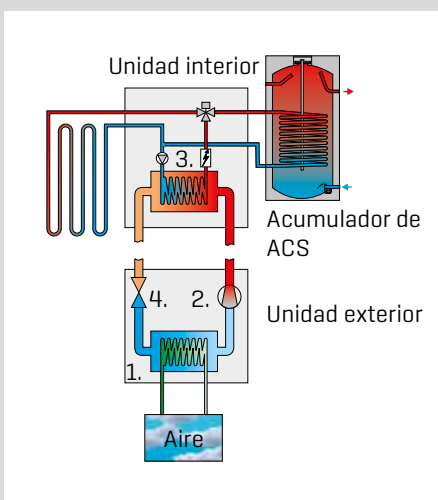 Unidad interior
3.
Acumulador de
ACS
4.
2.
Unidad exterior
1.
Aire